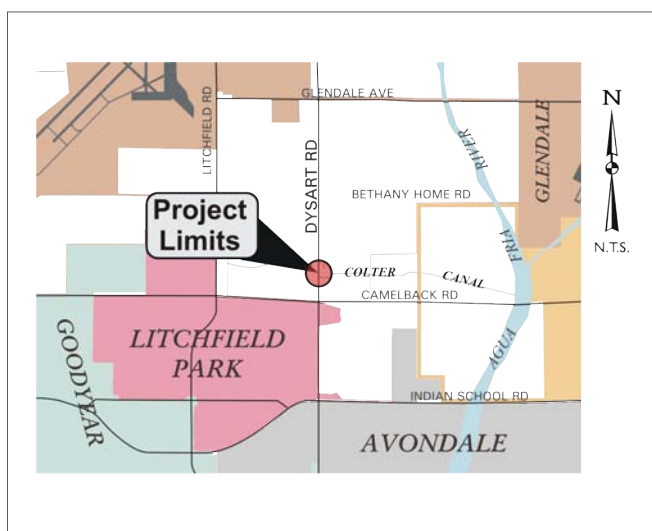 GLENDALE AVE
LITCHFIELD RD
DYSART RD
RIVER
GLENDALE
N
N.T.S.
BETHANY HOME RD
Project
Limits
FRIA
COLTER CANAL
CAMELBACK RD
GOODYEAR
LITCHFIELD
PARK
AGUA
INDIAN SCHOOL RD
AVONDALE